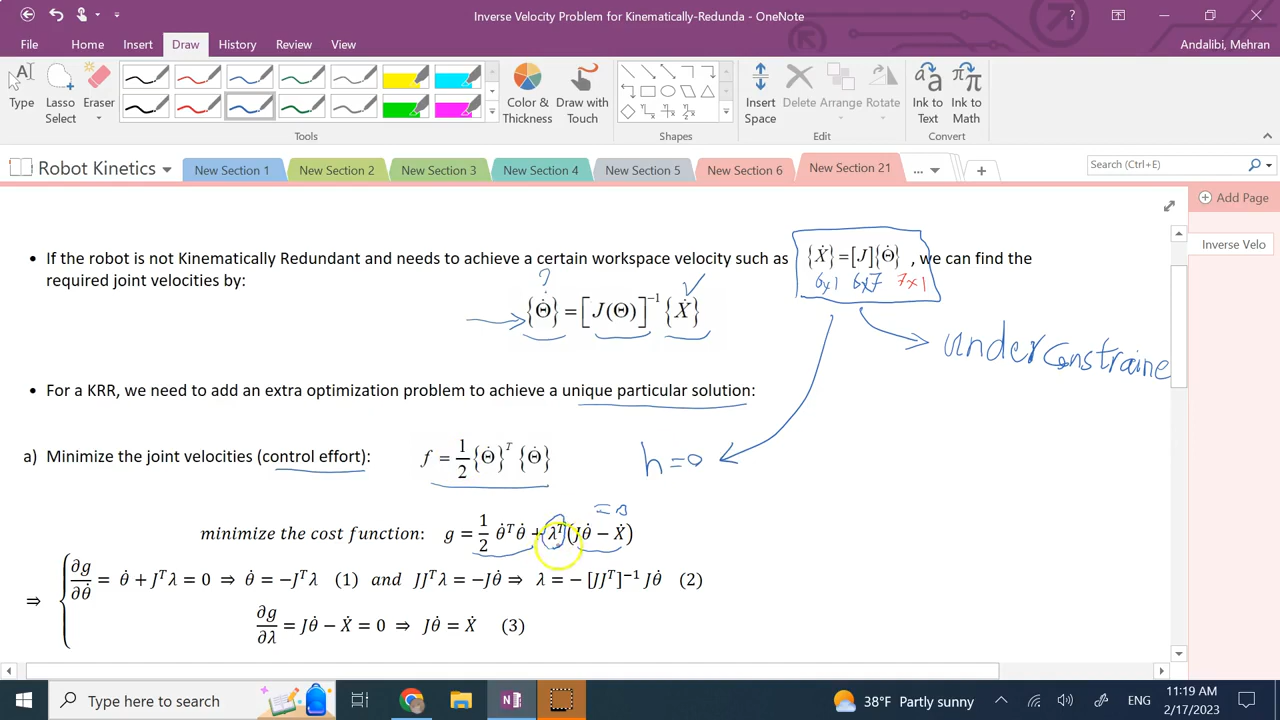 Inverse Velocity Problem for Kinematically-Redunda - OneNote
File Home Insert Draw History Review View
Andalibi, Mehran
Type
Lasso Select
Eraser
Color & Thickness
Draw with Touch
Insert Space
Delete
Arrange
Rotate
Ink to Text
Ink to Math
Tools
Shapes
Edit
Convert
Robot Kinetics
New Section 1
New Section 2
New Section 3
New Section 4
New Section 5
New Section 6
New Section 21
...
Search (Ctrl+E)
Add Page
Inverse Velo
• If the robot is not Kinematically Redundant and needs to achieve a certain workspace velocity such as {Ẋ} = [J]{Θ̇} , we can find the
required joint velocities by:
6x1 6x7 7x1
?
{Θ̇} = [J(Θ)]⁻¹ {Ẋ}
underConstraine
• For a KRR, we need to add an extra optimization problem to achieve a unique particular solution:
a) Minimize the joint velocities (control effort): f = 1/2 {Θ̇}ᵀ {Θ̇}
h=0
=0
minimize the cost function: g = 1/2 θ̇ᵀθ̇ + λᵀ(Jθ̇ − Ẋ)
⇒ { ∂g/∂θ̇ = θ̇ + Jᵀλ = 0 ⇒ θ̇ = −Jᵀλ (1) and JJᵀλ = −Jθ̇ ⇒ λ = − [JJᵀ]⁻¹ Jθ̇ (2)
∂g/∂λ = Jθ̇ − Ẋ = 0 ⇒ Jθ̇ = Ẋ (3)
Type here to search
38°F Partly sunny
ENG
11:19 AM
2/17/2023